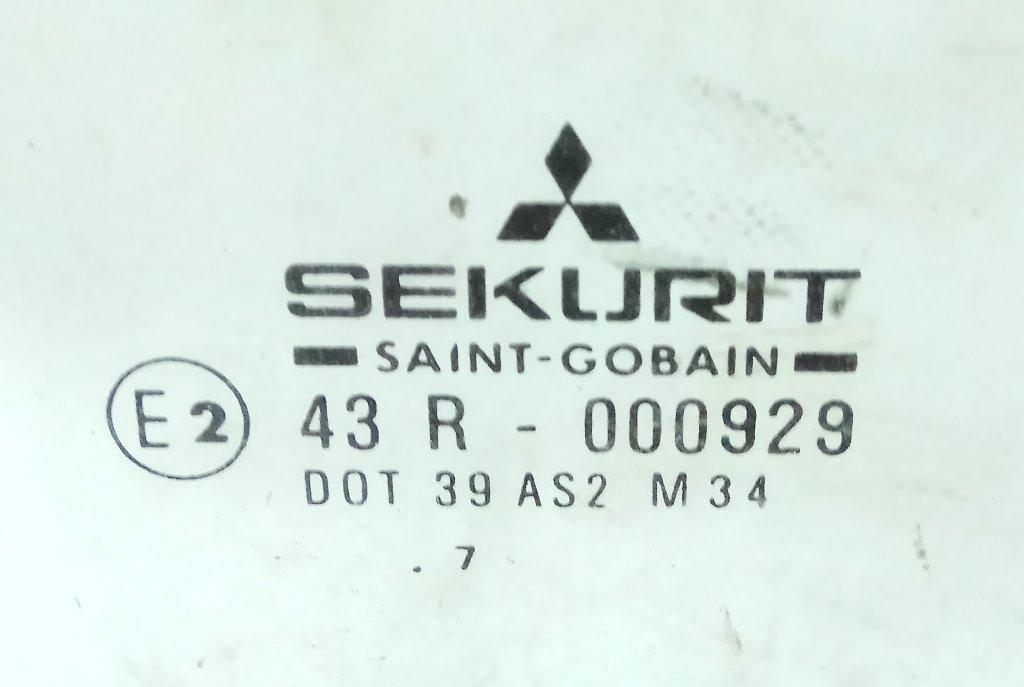 SEKURIT
SAINT-GOBAIN
E2 43 R - 000929
DOT 39 AS2 M34
. 7